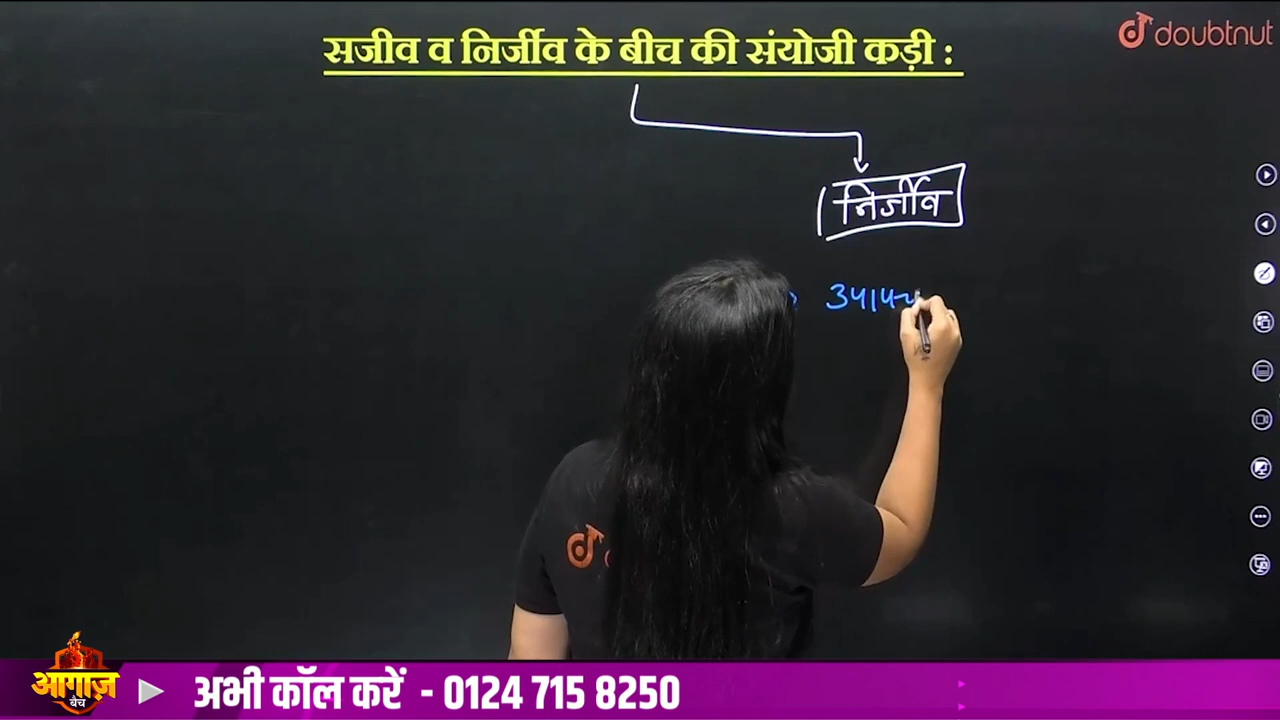 सजीव व निर्जीव के बीच की संयोजी कड़ी :
doubtnut
निर्जीव
आगाज़
बैच
अभी कॉल करें - 0124 715 8250